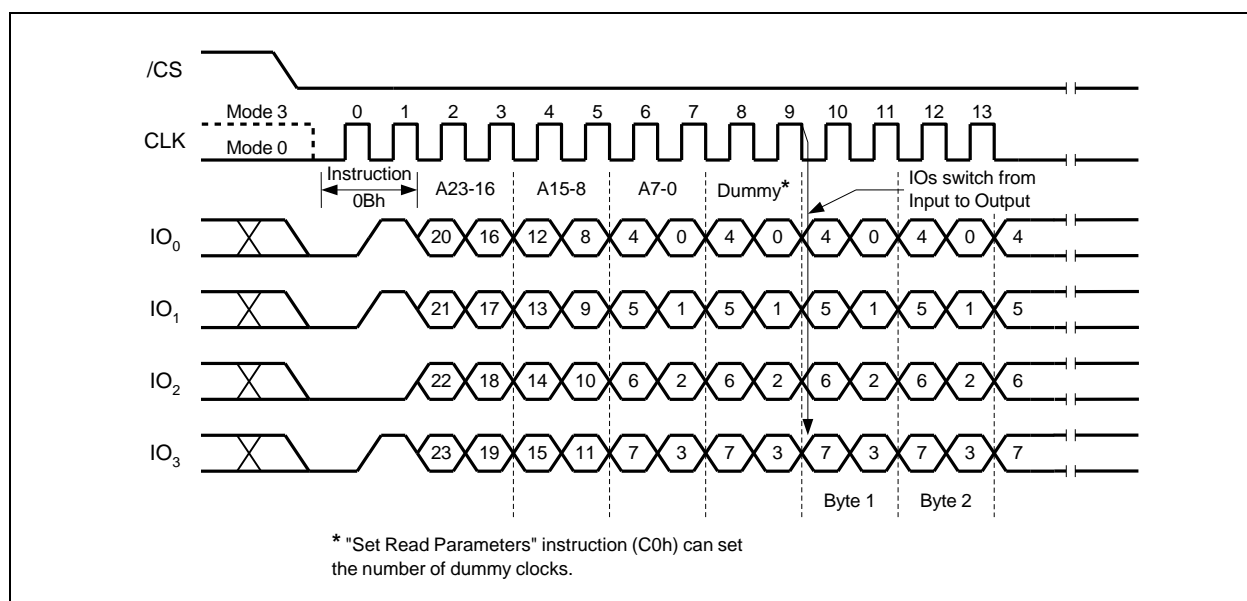 /CS
Mode 3 0 1 2 3 4 5 6 7 8 9 10 11 12 13
CLK
Mode 0
Instruction
0Bh
A23-16 A15-8 A7-0 Dummy*
IOs switch from
Input to Output
IO0 20 16 12 8 4 0 4 0 4 0 4 0 4
IO1 21 17 13 9 5 1 5 1 5 1 5 1 5
IO2 22 18 14 10 6 2 6 2 6 2 6 2 6
IO3 23 19 15 11 7 3 7 3 7 3 7 3 7
Byte 1 Byte 2
* "Set Read Parameters" instruction (C0h) can set
the number of dummy clocks.